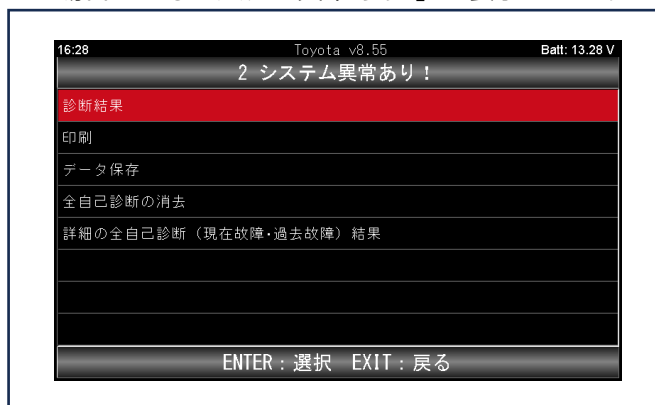 16:28 Toyota v8.55 Batt: 13.28 V
2 システム異常あり！
診断結果
印刷
データ保存
全自己診断の消去
詳細の全自己診断（現在故障・過去故障）結果
ENTER：選択 EXIT：戻る